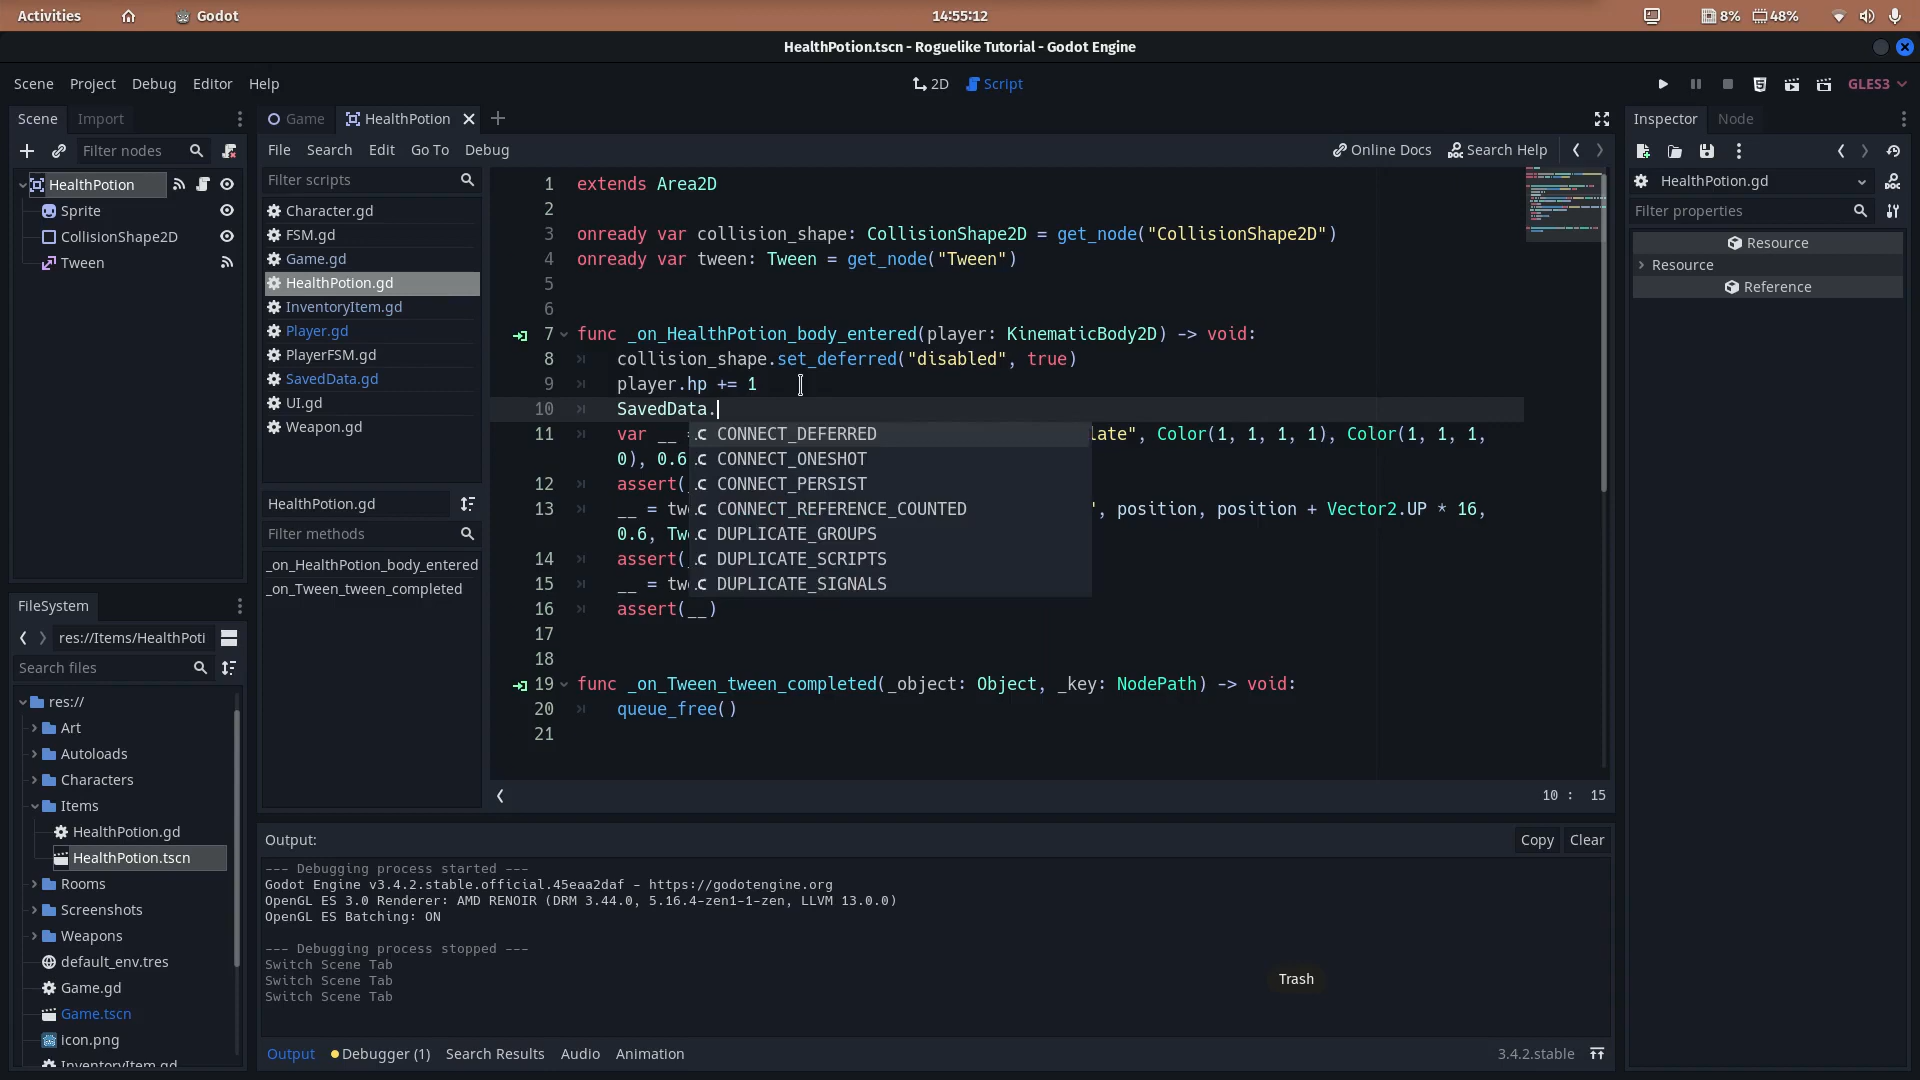 Activities
Godot
14:55:12
8%
48%
HealthPotion.tscn - Roguelike Tutorial - Godot Engine
Scene Project Debug Editor Help
2D Script
GLES3
Scene Import
Filter nodes
HealthPotion
Sprite
CollisionShape2D
Tween
Game HealthPotion
File Search Edit Go To Debug
Online Docs Search Help
Filter scripts
Character.gd
FSM.gd
Game.gd
HealthPotion.gd
InventoryItem.gd
Player.gd
PlayerFSM.gd
SavedData.gd
UI.gd
Weapon.gd
HealthPotion.gd
Filter methods
_on_HealthPotion_body_entered
_on_Tween_tween_completed
1 extends Area2D
2
3 onready var collision_shape: CollisionShape2D = get_node("CollisionShape2D")
4 onready var tween: Tween = get_node("Tween")
5
6
7 func _on_HealthPotion_body_entered(player: KinematicBody2D) -> void:
8 collision_shape.set_deferred("disabled", true)
9 player.hp += 1
10 SavedData.
11 var __ = .C CONNECT_DEFERRED late", Color(1, 1, 1, 1), Color(1, 1, 1,
0), 0.6 .C CONNECT_ONESHOT
12 assert( .C CONNECT_PERSIST
13 __ = twe .C CONNECT_REFERENCE_COUNTED ", position, position + Vector2.UP * 16,
0.6, Tw .C DUPLICATE_GROUPS
14 assert( .C DUPLICATE_SCRIPTS
15 __ = twe .C DUPLICATE_SIGNALS
16 assert(__)
17
18
19 func _on_Tween_tween_completed(_object: Object, _key: NodePath) -> void:
20 queue_free()
21
10 : 15
FileSystem
res://Items/HealthPoti
Search files
res://
Art
Autoloads
Characters
Items
HealthPotion.gd
HealthPotion.tscn
Rooms
Screenshots
Weapons
default_env.tres
Game.gd
Game.tscn
icon.png
InventoryItem.gd
Output:
Copy Clear
--- Debugging process started ---
Godot Engine v3.4.2.stable.official.45eaa2daf - https://godotengine.org
OpenGL ES 3.0 Renderer: AMD RENOIR (DRM 3.44.0, 5.16.4-zen1-1-zen, LLVM 13.0.0)
OpenGL ES Batching: ON
--- Debugging process stopped ---
Switch Scene Tab
Switch Scene Tab
Switch Scene Tab
Trash
Output Debugger (1) Search Results Audio Animation
3.4.2.stable
Inspector Node
HealthPotion.gd
Filter properties
Resource
Resource
Reference